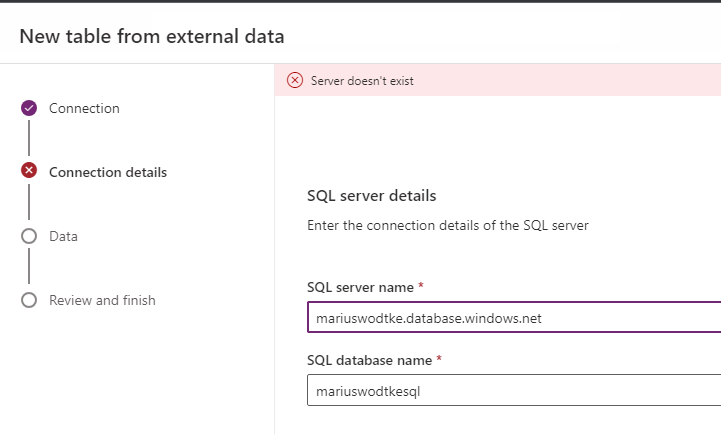 New table from external data
Server doesn't exist
Connection
Connection details
Data
Review and finish
SQL server details
Enter the connection details of the SQL server
SQL server name *
mariuswodtke.database.windows.net
SQL database name *
mariuswodtkesql